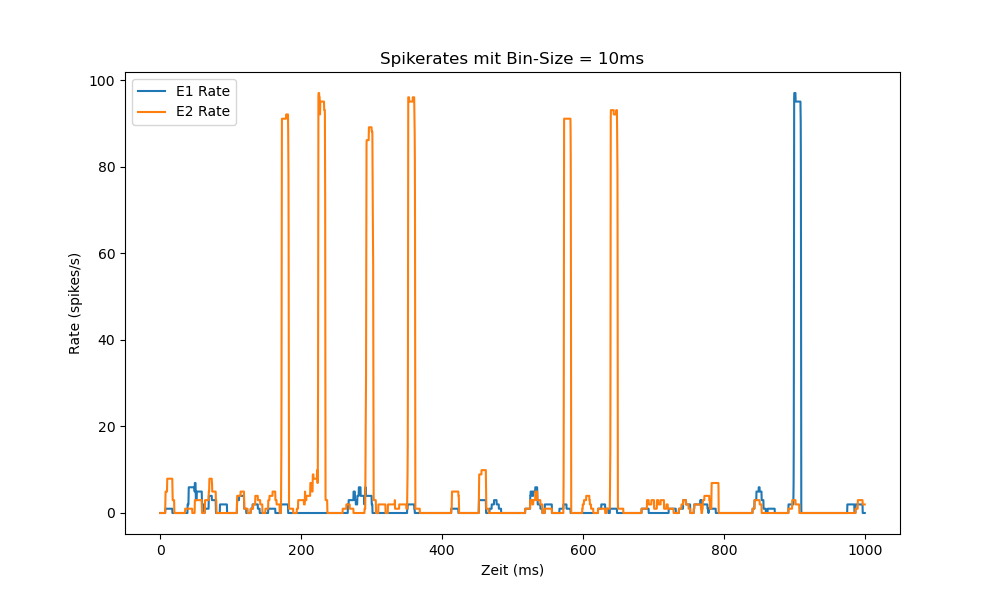 Spikerates mit Bin-Size = 10ms
E1 Rate
E2 Rate
100
80
60
40
20
0
Rate (spikes/s)
0 200 400 600 800 1000
Zeit (ms)